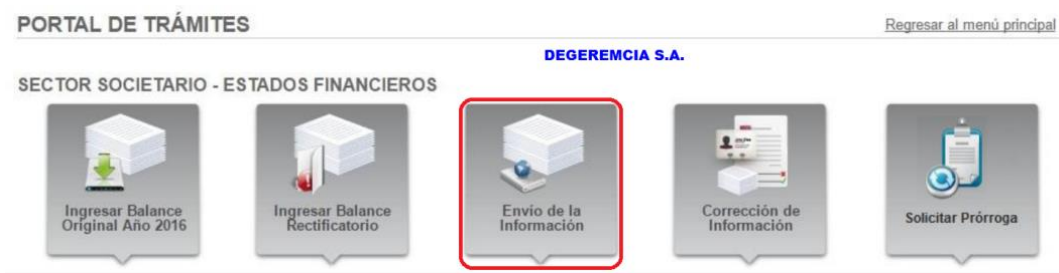 PORTAL DE TRÁMITES
Regresar al menú principal
DEGEREMCIA S.A.
SECTOR SOCIETARIO - ESTADOS FINANCIEROS
Ingresar Balance
Original Año 2016
Ingresar Balance
Rectificatorio
Envio de la
Información
Corrección de
Información
Solicitar Prórroga